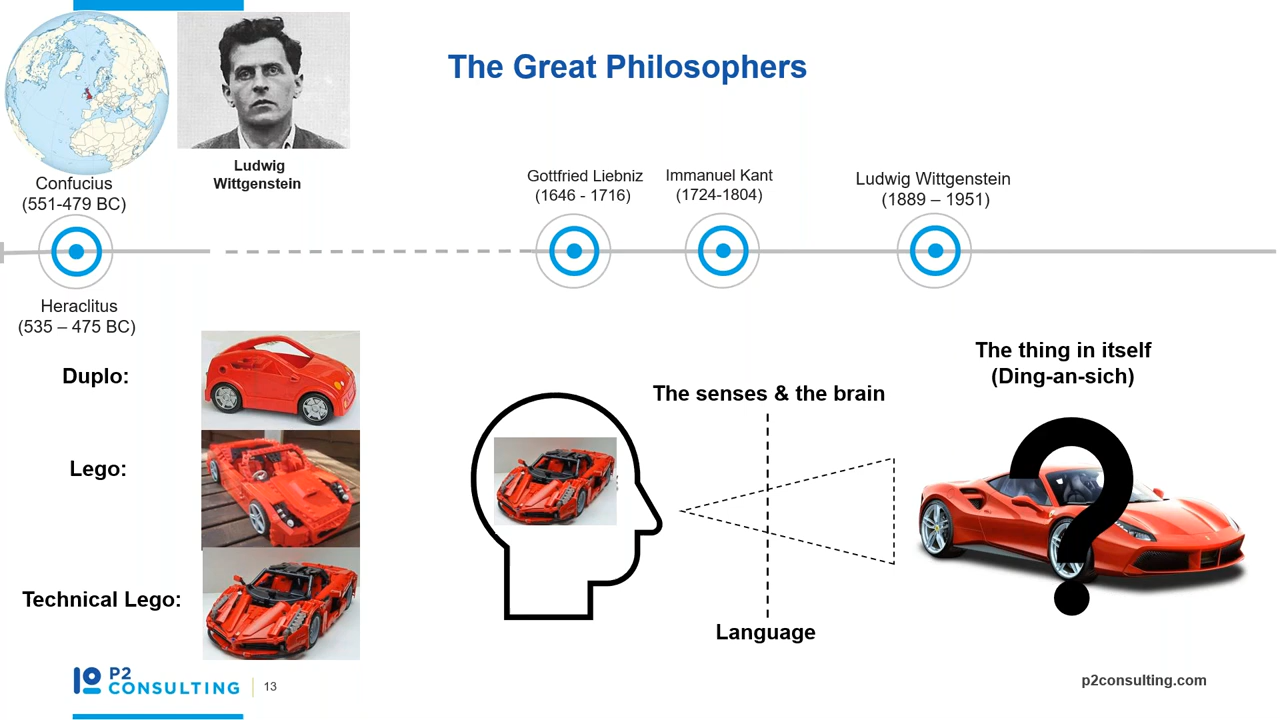 The Great Philosophers
Ludwig
Wittgenstein
Confucius
(551-479 BC)
Gottfried Liebniz
(1646 - 1716)
Immanuel Kant
(1724-1804)
Ludwig Wittgenstein
(1889 – 1951)
Heraclitus
(535 – 475 BC)
Duplo:
Lego:
Technical Lego:
The senses & the brain
Language
The thing in itself
(Ding-an-sich)
?
P2
CONSULTING
13
p2consulting.com